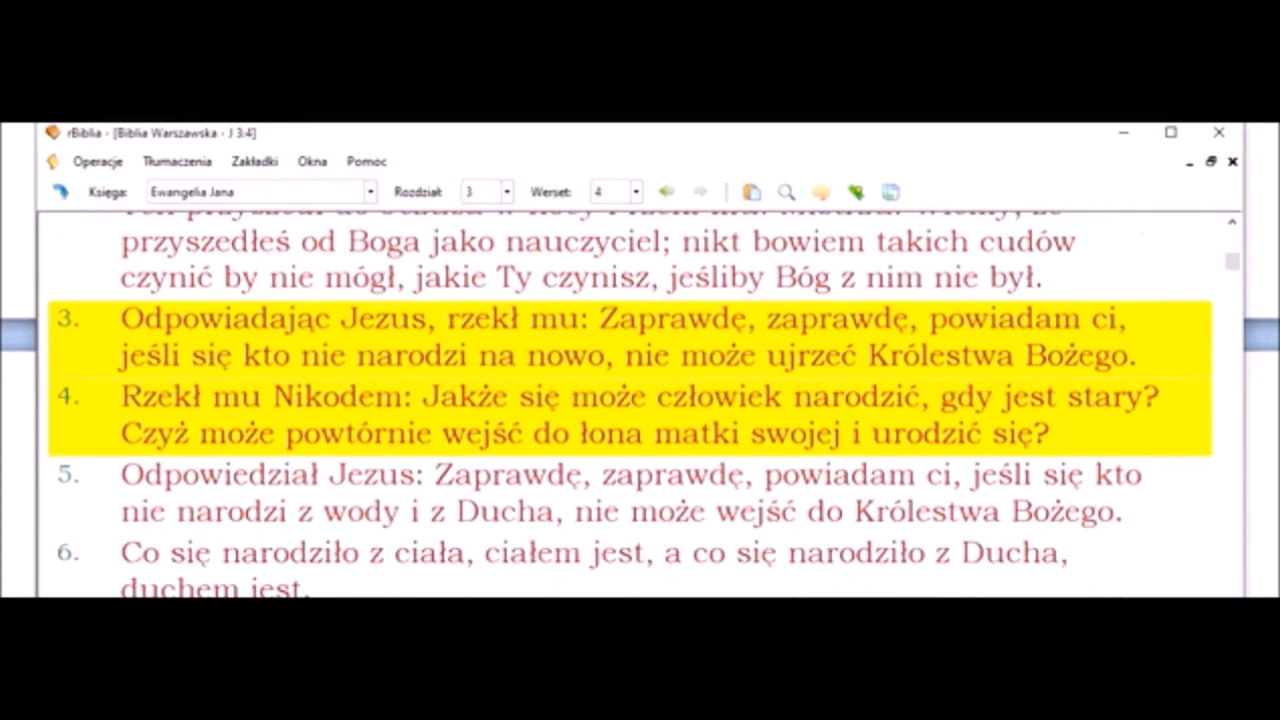 rBiblia - [Biblia Warszawska - J 3:4]
Operacje Tłumaczenia Zakładki Okna Pomoc
Księga: Ewangelia Jana Rozdział: 3 Werset: 4
przyszedłeś od Boga jako nauczyciel; nikt bowiem takich cudów
czynić by nie mógł, jakie Ty czynisz, jeśliby Bóg z nim nie był.
3. Odpowiadając Jezus, rzekł mu: Zaprawdę, zaprawdę, powiadam ci,
jeśli się kto nie narodzi na nowo, nie może ujrzeć Królestwa Bożego.
4. Rzekł mu Nikodem: Jakże się może człowiek narodzić, gdy jest stary?
Czyż może powtórnie wejść do łona matki swojej i urodzić się?
5. Odpowiedział Jezus: Zaprawdę, zaprawdę, powiadam ci, jeśli się kto
nie narodzi z wody i z Ducha, nie może wejść do Królestwa Bożego.
6. Co się narodziło z ciała, ciałem jest, a co się narodziło z Ducha,
duchem jest.